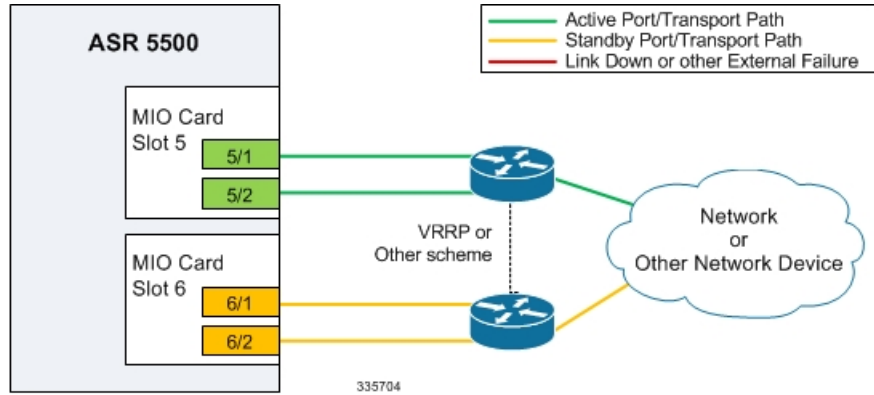 ASR 5500
Active Port/Transport Path
Standby Port/Transport Path
Link Down or other External Failure
MIO Card
Slot 5
5/1
5/2
MIO Card
Slot 6
6/1
6/2
VRRP or
Other scheme
Network
or
Other Network Device
335704